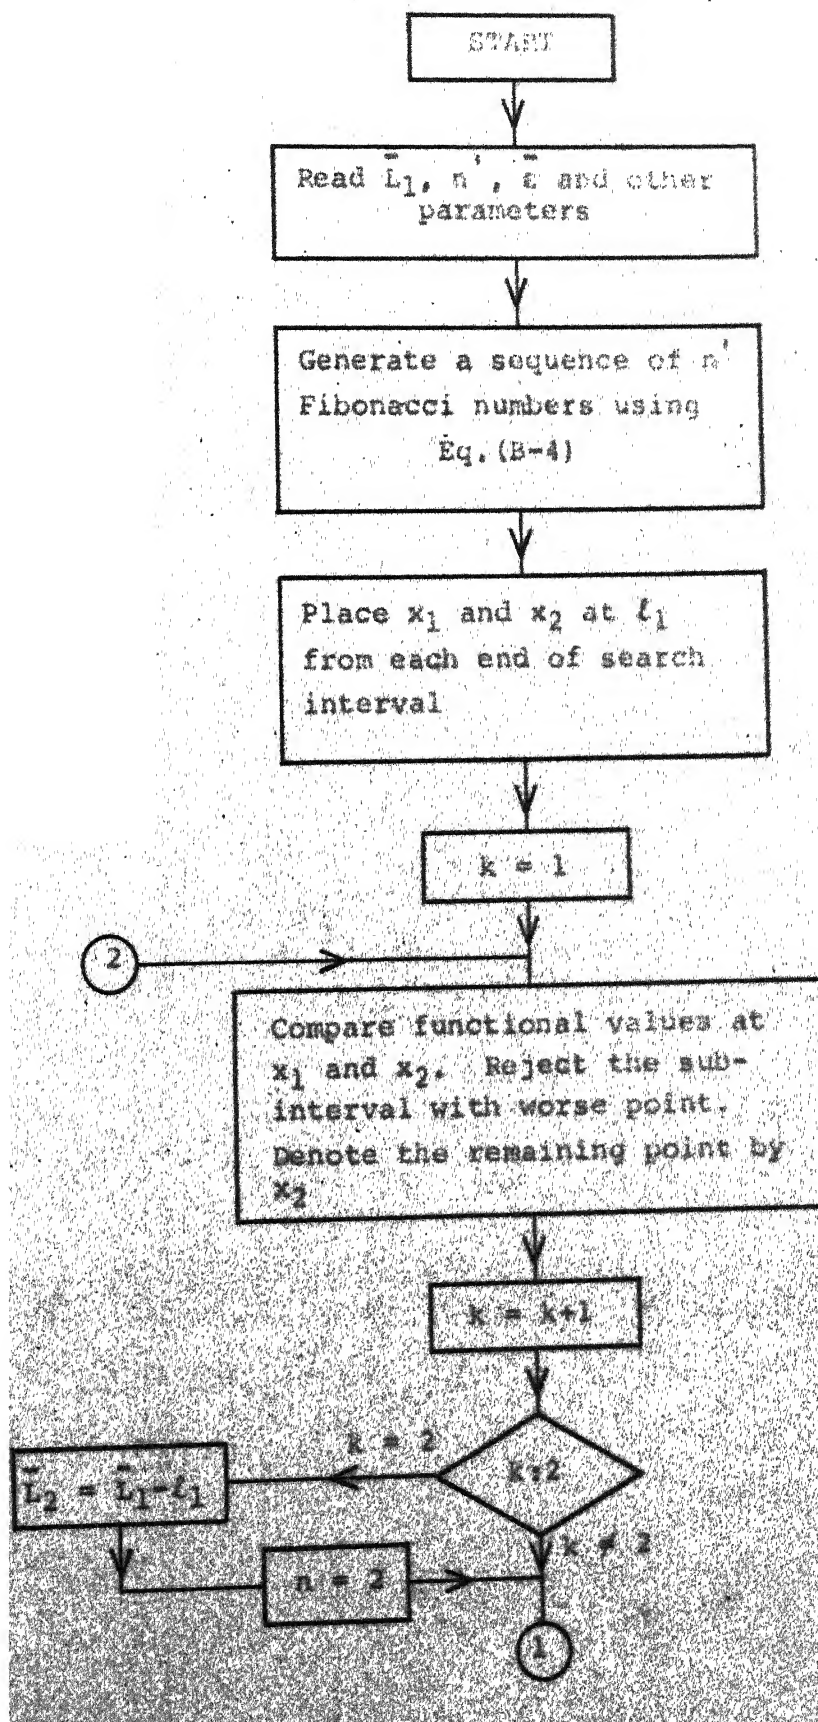 START
Read L̄₁, n', ε̄ and other
parameters
Generate a sequence of n'
Fibonacci numbers using
Eq.(B-4)
Place x₁ and x₂ at ℓ₁
from each end of search
interval
k = 1
2
Compare functional values at
x₁ and x₂. Reject the sub-
interval with worse point.
Denote the remaining point by
x₂
k = k+1
k = 2
k:2
L̄₂ = L̄₁-ℓ₁
k ≠ 2
n = 2
1